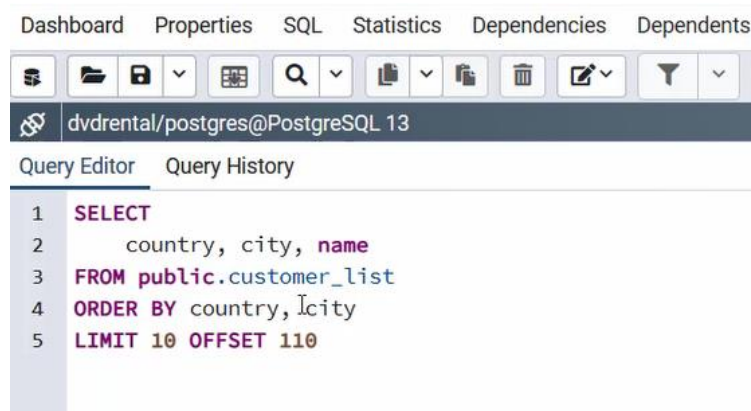 Dashboard Properties SQL Statistics Dependencies Dependents
dvdrental/postgres@PostgreSQL 13
Query Editor Query History
1 SELECT
2 country, city, name
3 FROM public.customer_list
4 ORDER BY country, city
5 LIMIT 10 OFFSET 110